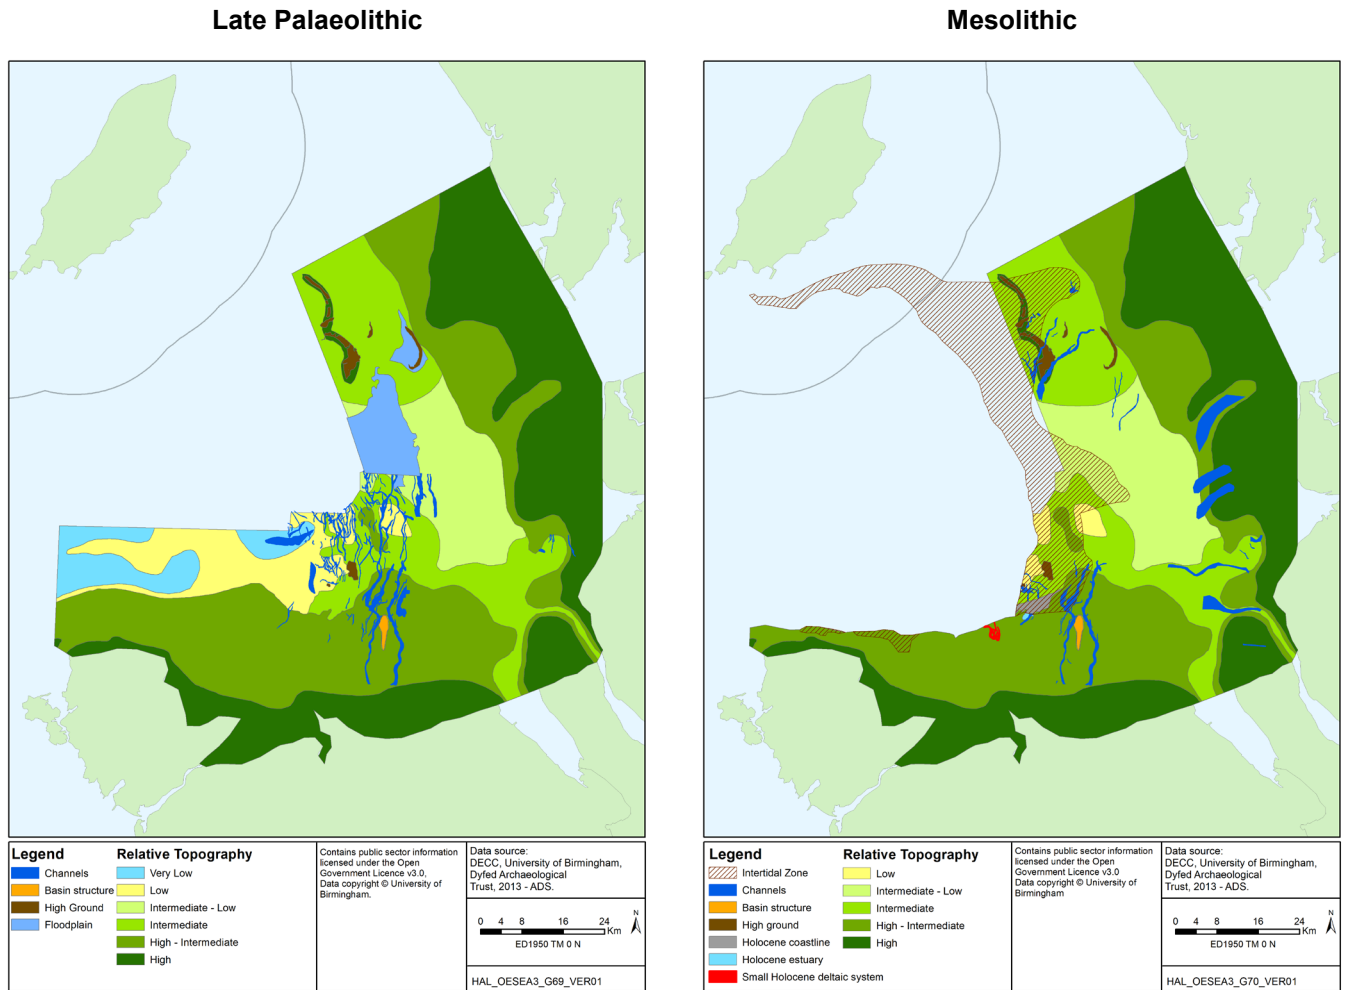 Late Palaeolithic
Mesolithic
Legend
Channels
Basin structure
High Ground
Floodplain
Relative Topography
Very Low
Low
Intermediate - Low
Intermediate
High - Intermediate
High
Contains public sector information
licensed under the Open
Government Licence v3.0,
Data copyright © University of
Birmingham.
Data source:
DECC, University of Birmingham,
Dyfed Archaeological
Trust, 2013 - ADS.
0 4 8 16 24
Km
N
ED1950 TM 0 N
HAL_OESEA3_G69_VER01
Legend
Intertidal Zone
Channels
Basin structure
High ground
Holocene coastline
Holocene estuary
Small Holocene deltaic system
Relative Topography
Low
Intermediate - Low
Intermediate
High - Intermediate
High
Contains public sector information
licensed under the Open
Government Licence v3.0
Data copyright © University of
Birmingham
Data source:
DECC, University of Birmingham,
Dyfed Archaeological
Trust, 2013 - ADS.
0 4 8 16 24
Km
N
ED1950 TM 0 N
HAL_OESEA3_G70_VER01